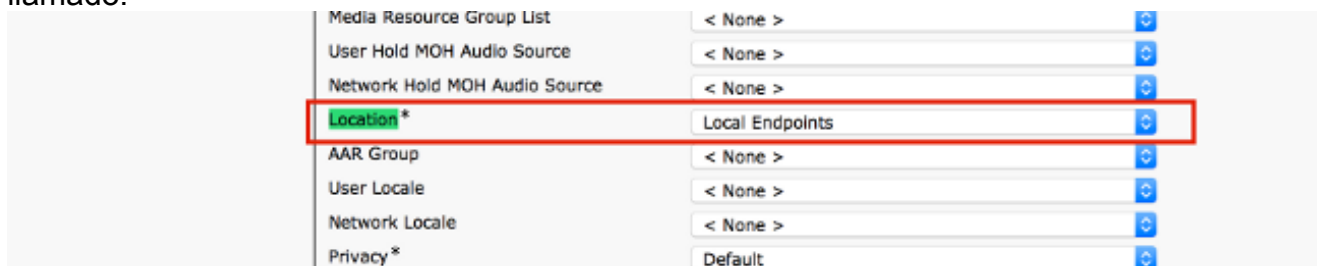 llamado.
Media Resource Group List < None >
User Hold MOH Audio Source < None >
Network Hold MOH Audio Source < None >
Location* Local Endpoints
AAR Group < None >
User Locale < None >
Network Locale < None >
Privacy* Default